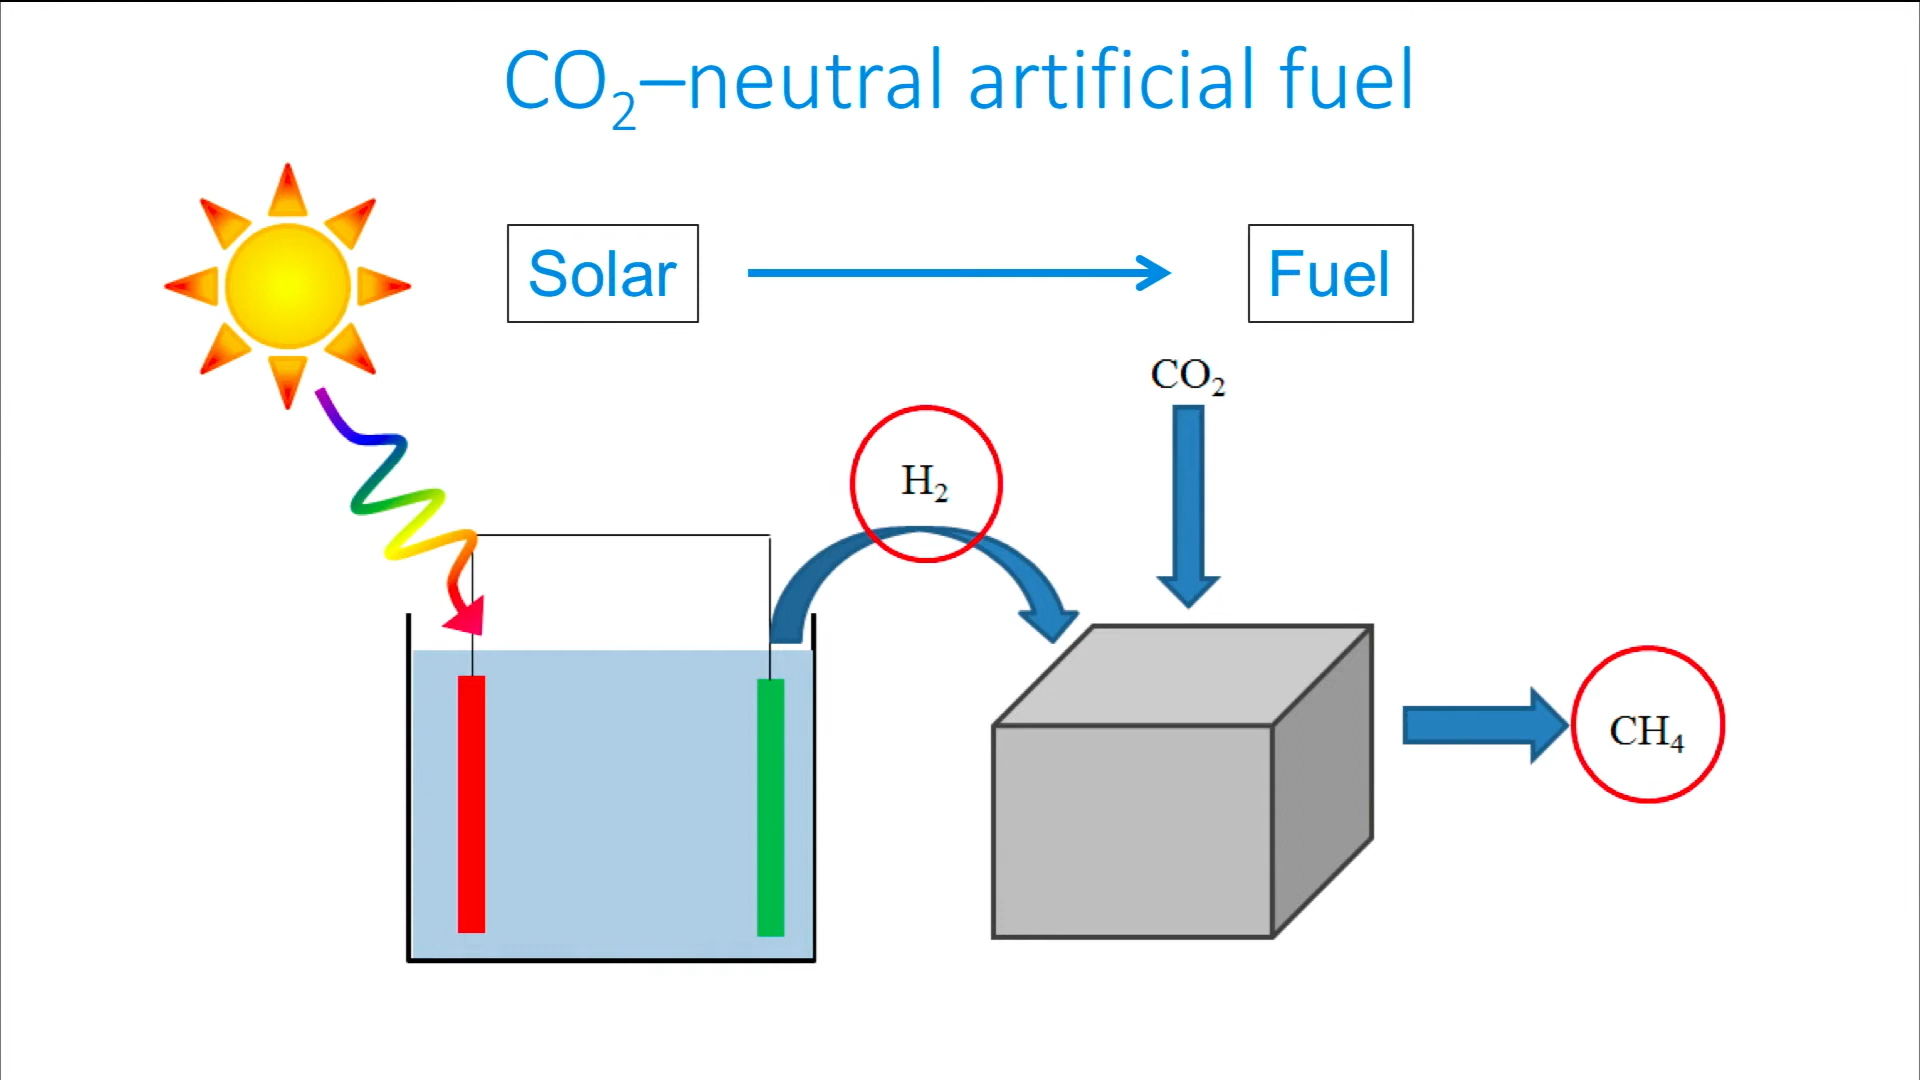 CO₂–neutral artificial fuel
Solar
Fuel
CO₂
H₂
CH₄